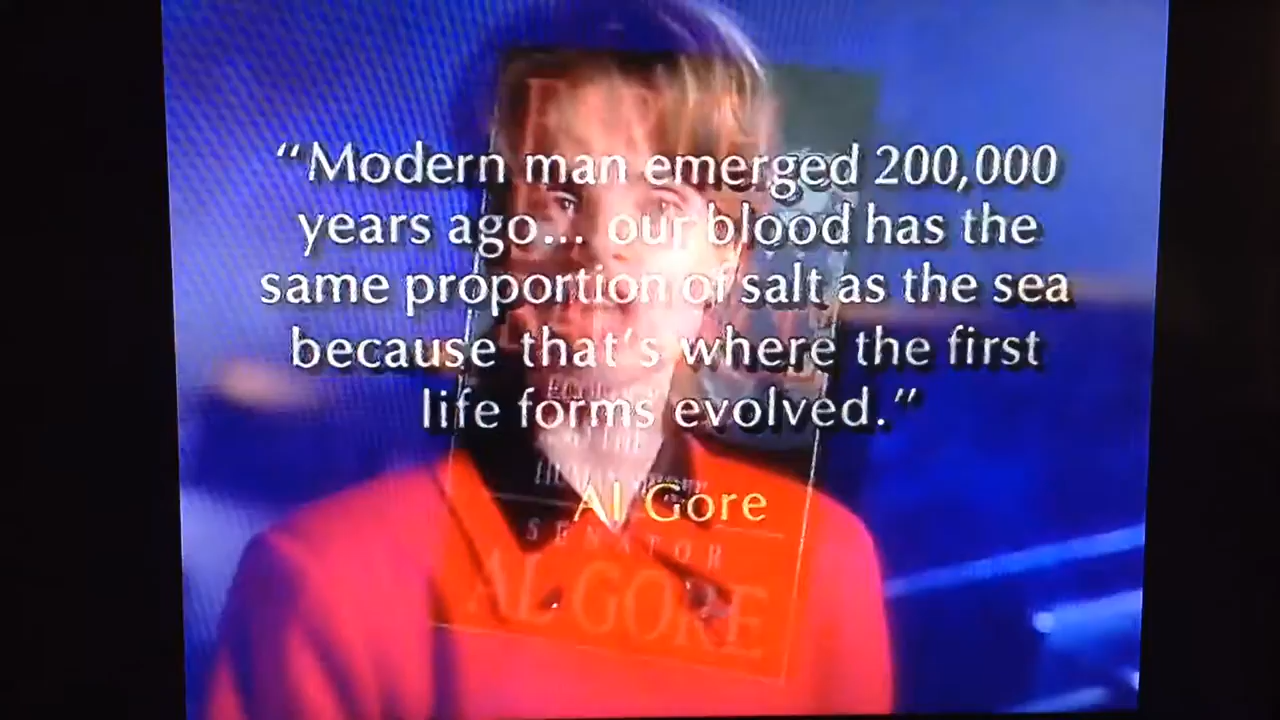 “Modern man emerged 200,000
years ago... our blood has the
same proportion of salt as the sea
because that's where the first
life forms evolved.”
Al Gore
SENATOR
AL GORE